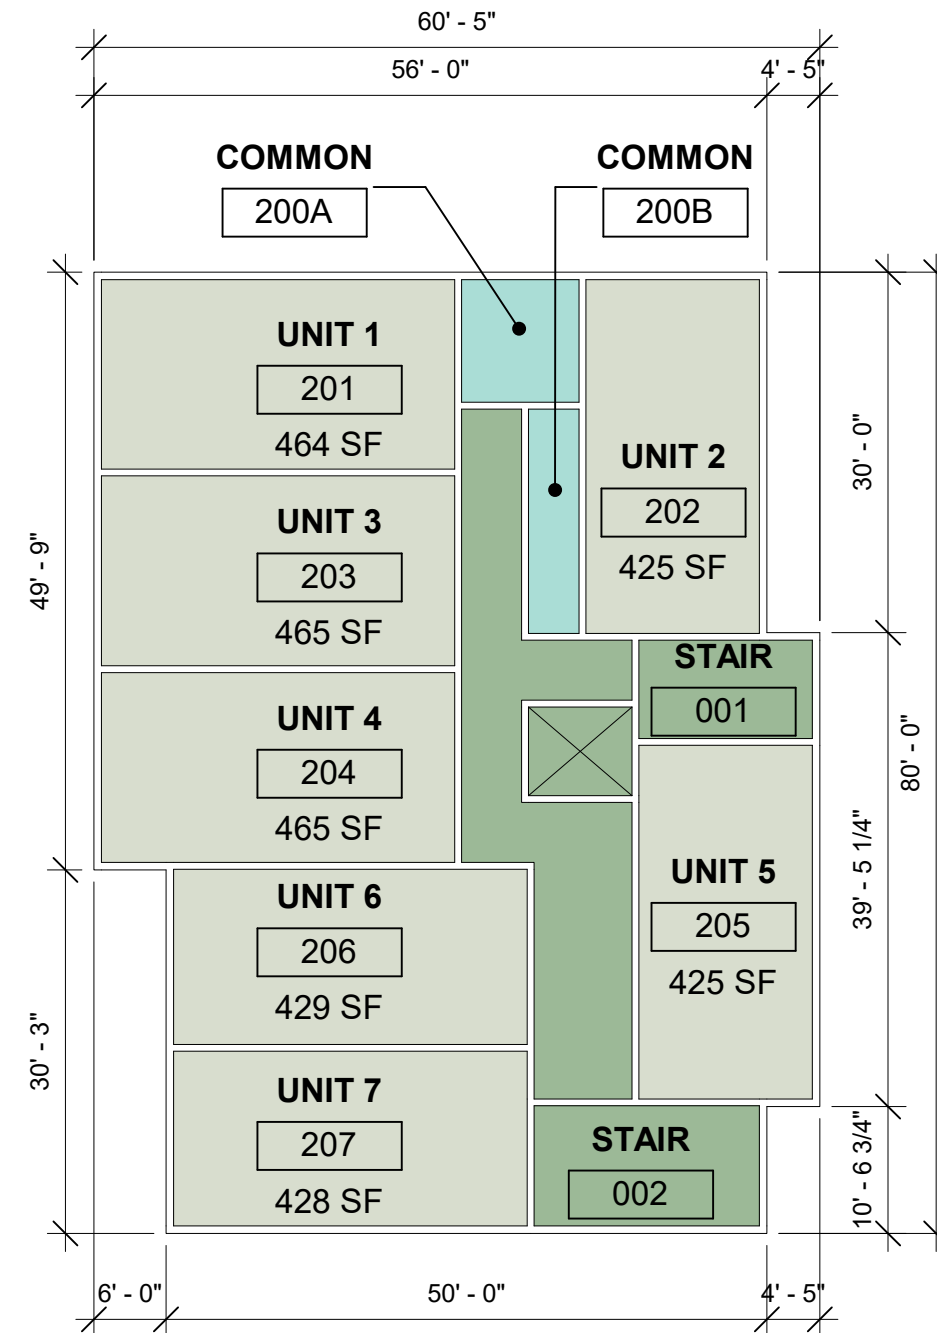 60' - 5"
56' - 0"
4' - 5"
COMMON
200A
COMMON
200B
UNIT 1
201
464 SF
UNIT 2
202
425 SF
30' - 0"
49' - 9"
UNIT 3
203
465 SF
STAIR
001
UNIT 4
204
465 SF
80' - 0"
39' - 5 1/4"
UNIT 5
205
425 SF
UNIT 6
206
429 SF
30' - 3"
UNIT 7
207
428 SF
STAIR
002
10' - 6 3/4"
6' - 0"
50' - 0"
4' - 5"